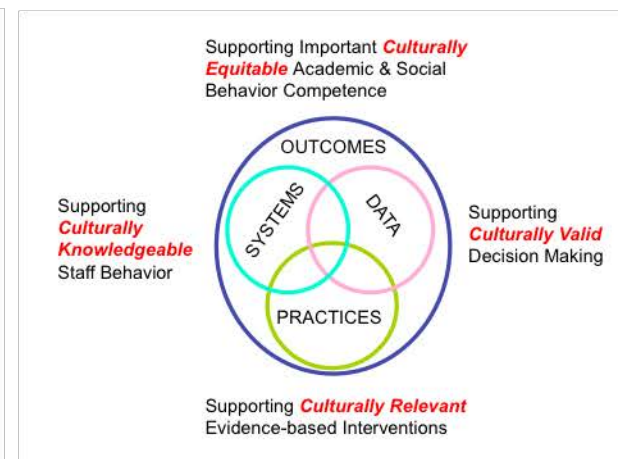 Supporting Important Culturally
Equitable Academic & Social
Behavior Competence
OUTCOMES
SYSTEMS
DATA
PRACTICES
Supporting
Culturally
Knowledgeable
Staff Behavior
Supporting
Culturally Valid
Decision Making
Supporting Culturally Relevant
Evidence-based Interventions